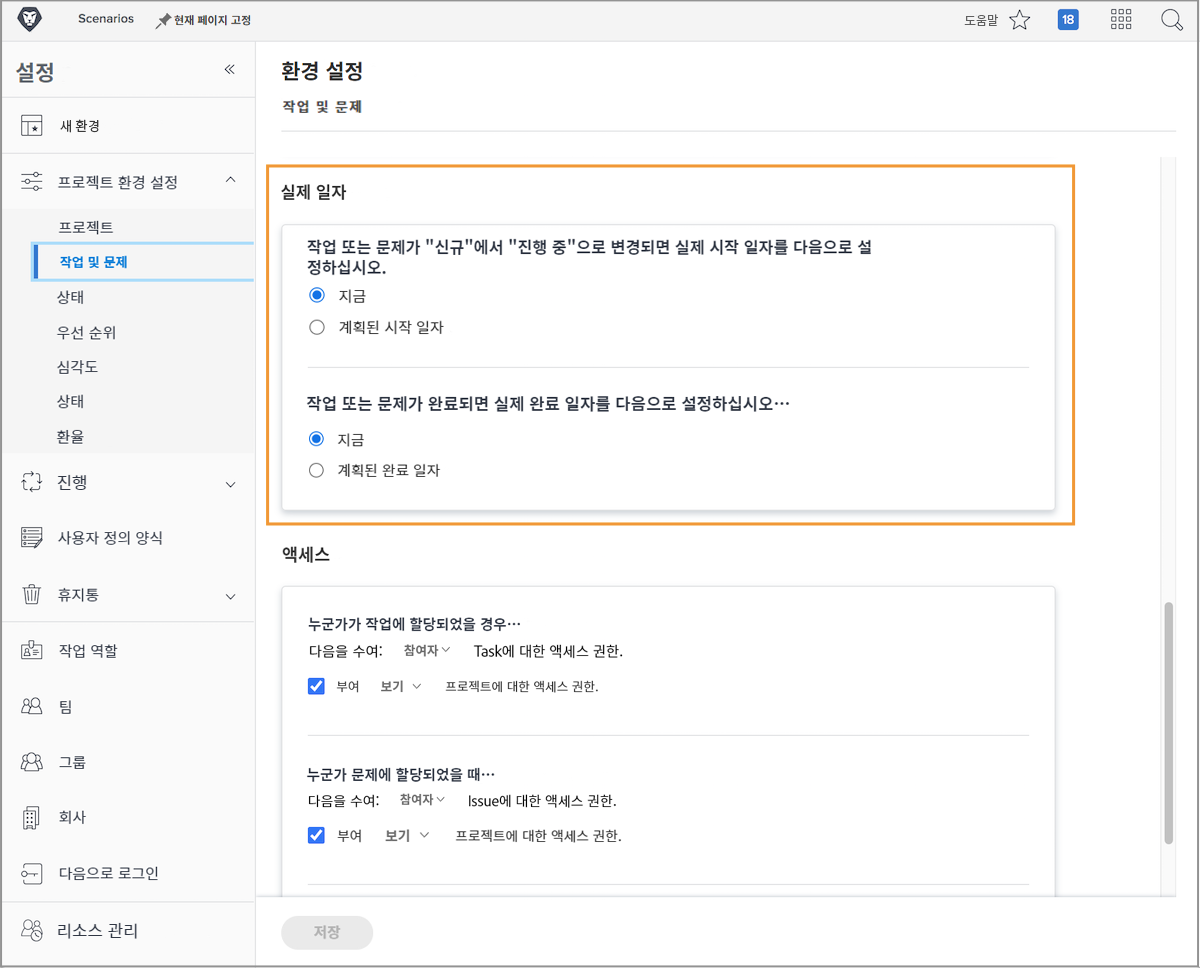 Scenarios
현재 페이지 고정
도움말
18
설정
새 환경
프로젝트 환경 설정
프로젝트
작업 및 문제
상태
우선 순위
심각도
상태
환율
진행
사용자 정의 양식
휴지통
작업 역할
팀
그룹
회사
다음으로 로그인
리소스 관리
환경 설정
작업 및 문제
실제 일자
작업 또는 문제가 "신규"에서 "진행 중"으로 변경되면 실제 시작 일자를 다음으로 설
정하십시오.
지금
계획된 시작 일자
작업 또는 문제가 완료되면 실제 완료 일자를 다음으로 설정하십시오…
지금
계획된 완료 일자
액세스
누군가가 작업에 할당되었을 경우…
다음을 수여: 참여자 Task에 대한 액세스 권한.
부여 보기 프로젝트에 대한 액세스 권한.
누군가 문제에 할당되었을 때…
다음을 수여: 참여자 Issue에 대한 액세스 권한.
부여 보기 프로젝트에 대한 액세스 권한.
저장